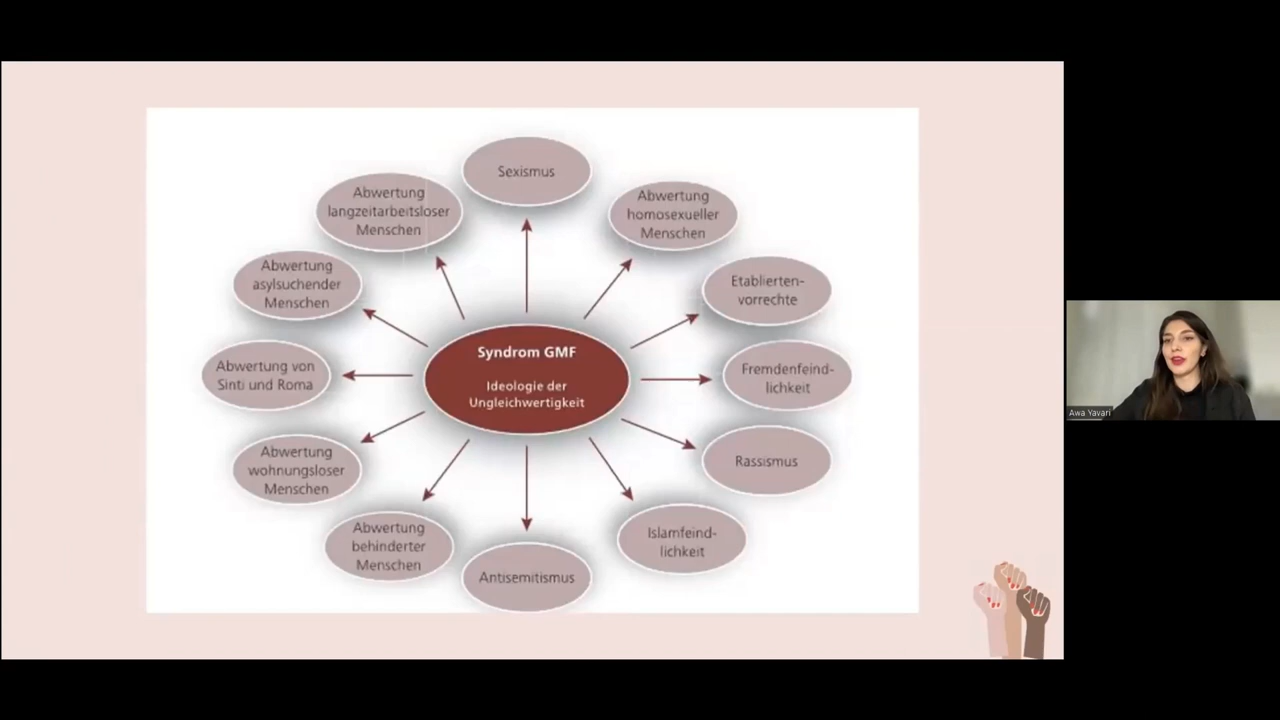 Sexismus
Abwertung
homosexueller
Menschen
Etablierten-
vorrechte
Fremdenfeind-
lichkeit
Rassismus
Islamfeind-
lichkeit
Antisemitismus
Abwertung
behinderter
Menschen
Abwertung
wohnungsloser
Menschen
Abwertung von
Sinti und Roma
Abwertung
asylsuchender
Menschen
Abwertung
langzeitarbeitsloser
Menschen
Syndrom GMF
Ideologie der
Ungleichwertigkeit
Awa Yavari